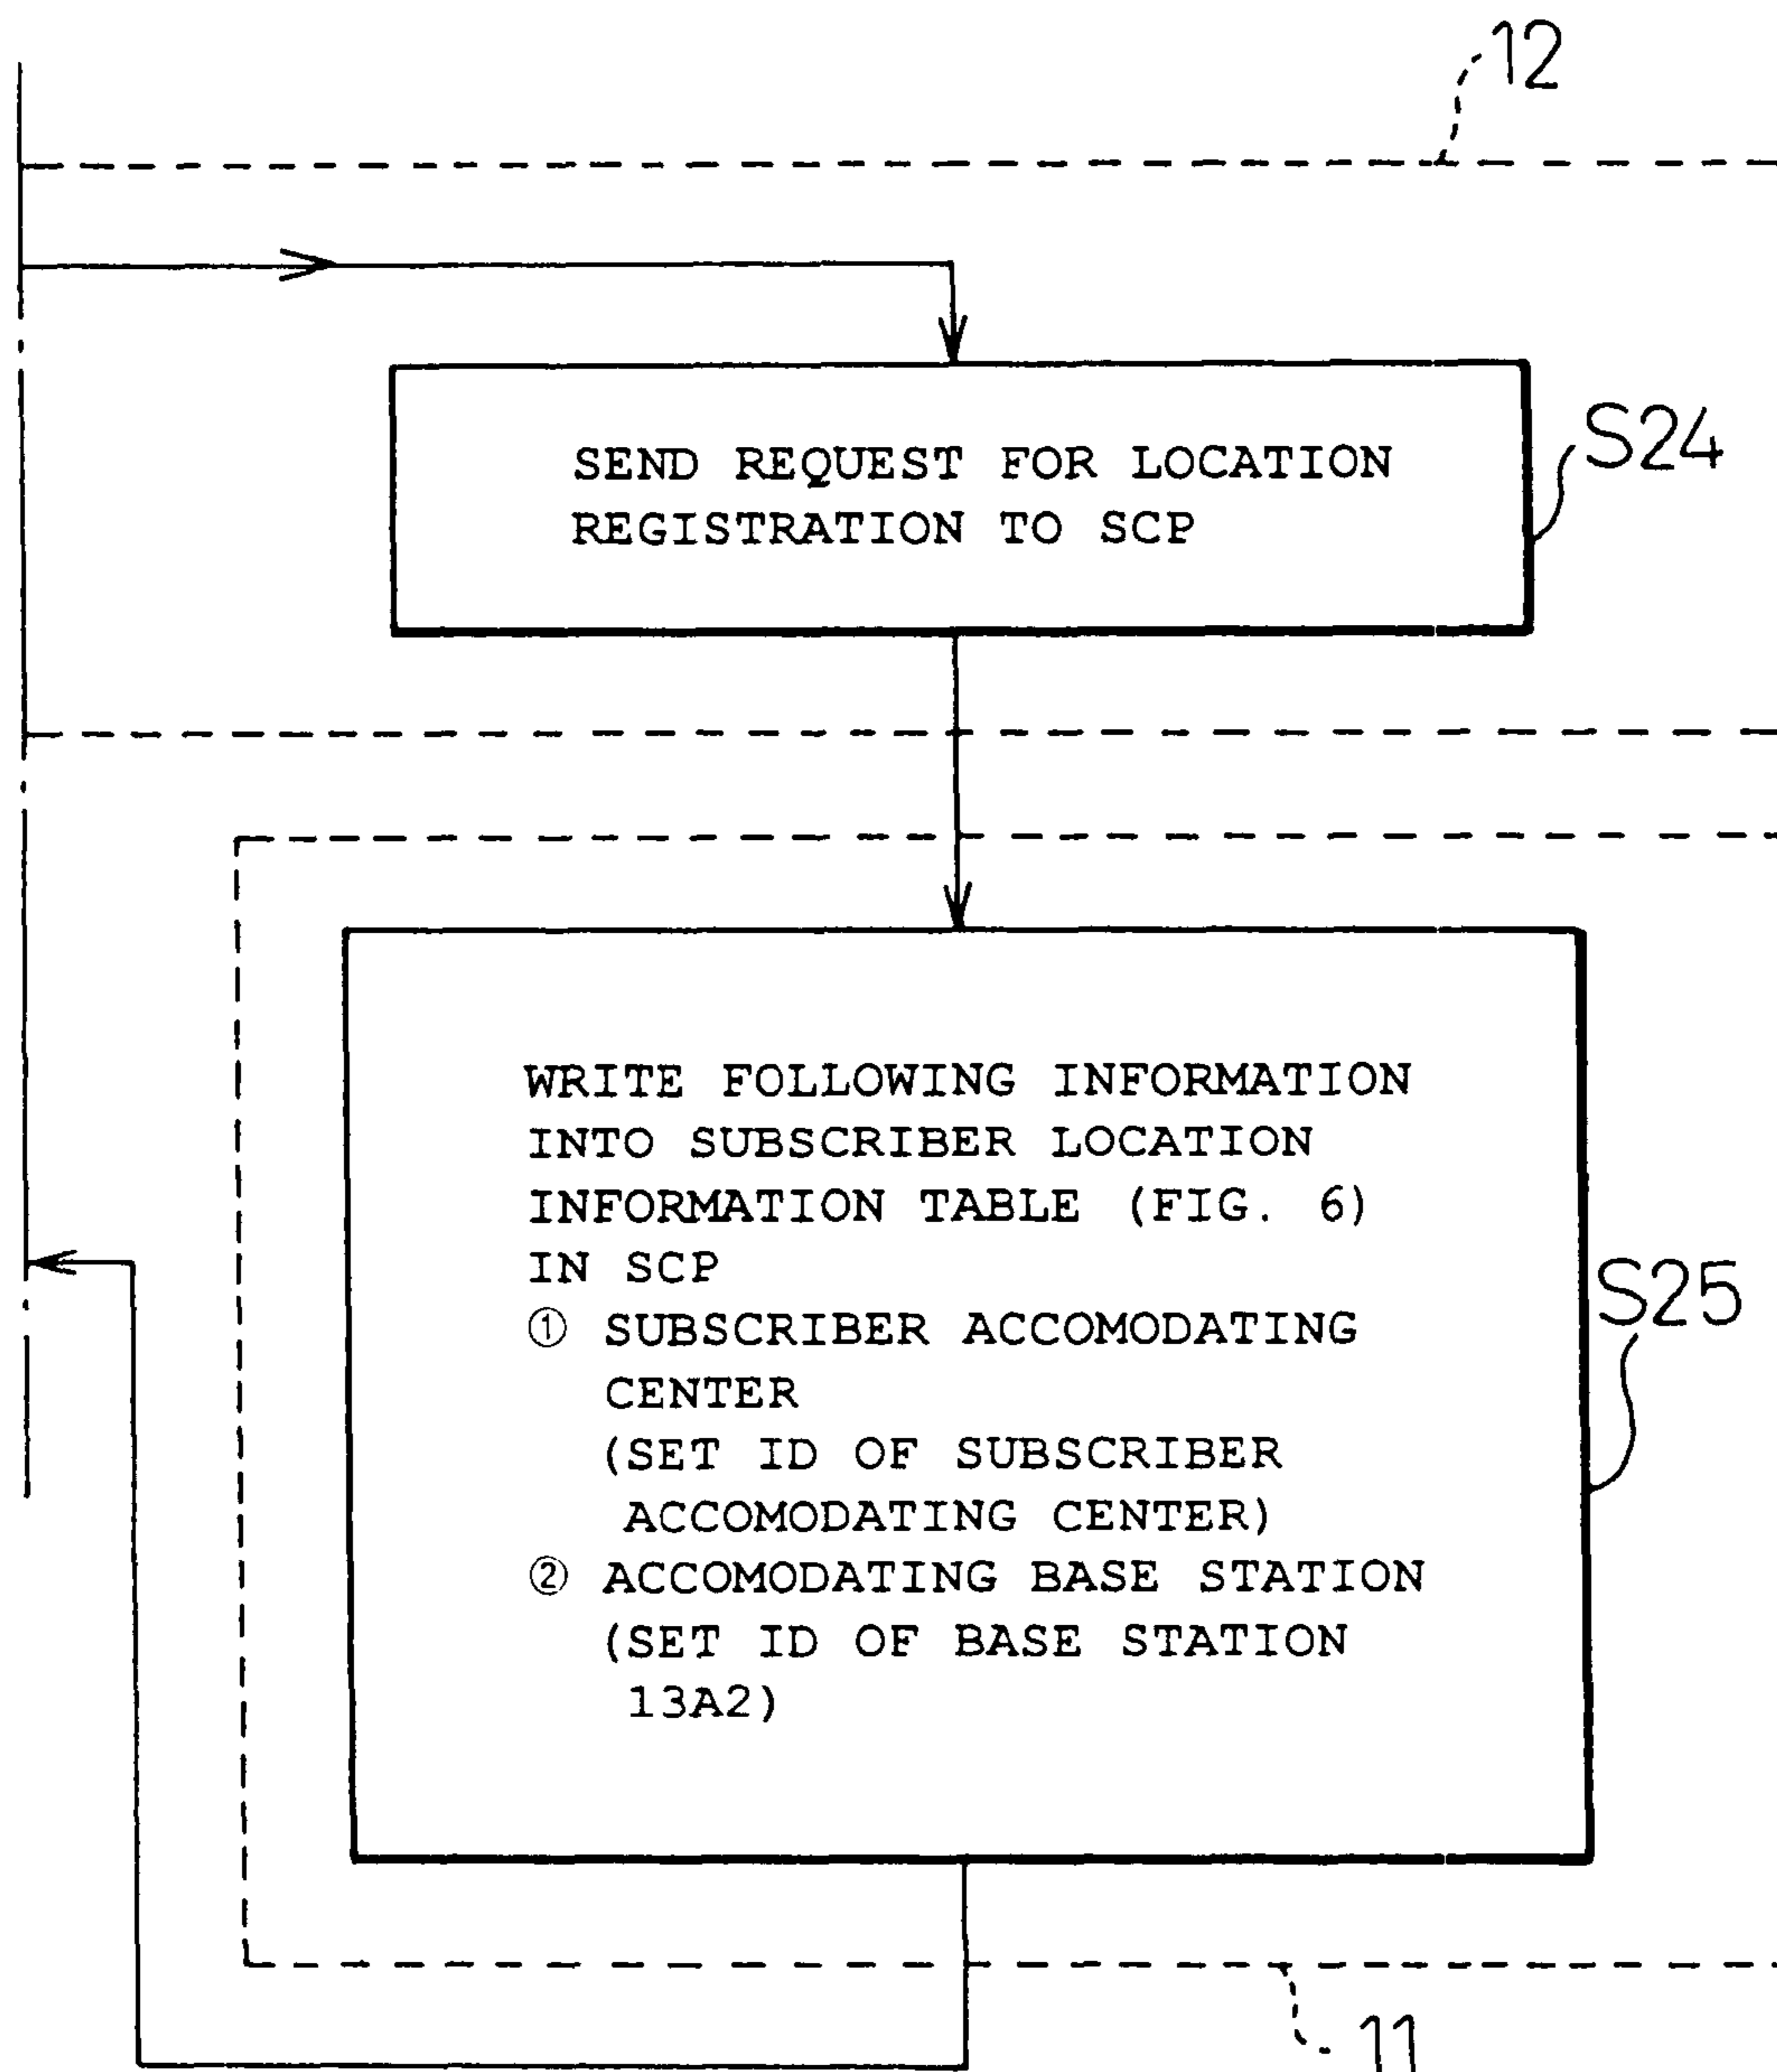 12
SEND REQUEST FOR LOCATION
REGISTRATION TO SCP
S24
WRITE FOLLOWING INFORMATION
INTO SUBSCRIBER LOCATION
INFORMATION TABLE (FIG. 6)
IN SCP
① SUBSCRIBER ACCOMODATING
CENTER
(SET ID OF SUBSCRIBER
ACCOMODATING CENTER)
② ACCOMODATING BASE STATION
(SET ID OF BASE STATION
13A2)
S25
11